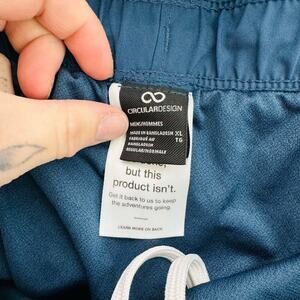 CIRCULARDESIGN
MEN/HOMMES
MADE IN BANGLADESH XL
FABRIQUÉ AU TG
BANGLADESH
REGULAR/NORMALE
but this
product isn't.
Get it back to us to keep
the adventures going.
LEARN MORE ON BACK